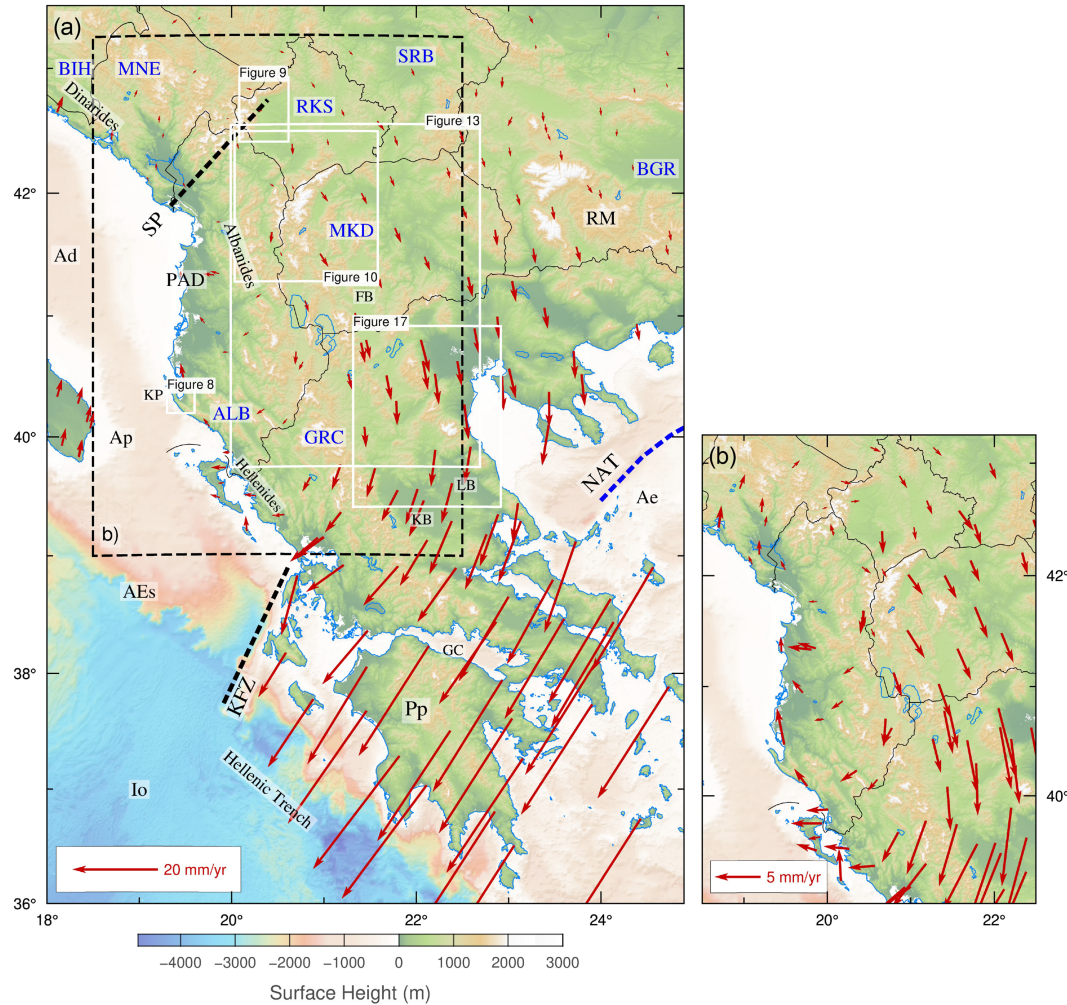 (a)
BIH
MNE
SRB
Dinarides
Figure 9
RKS
Figure 13
BGR
42°
SP
MKD
RM
Albanides
Ad
PAD
Figure 10
FB
Figure 17
KP
Figure 8
ALB
GRC
40°
Ap
Hellenides
LB
NAT
Ae
KB
b)
AEs
GC
38°
KFZ
Pp
Hellenic Trench
Io
20 mm/yr
36°
18°
20°
22°
24°
(b)
42°
40°
5 mm/yr
20°
22°
−4000
−3000
−2000
−1000
0
1000
2000
3000
Surface Height (m)